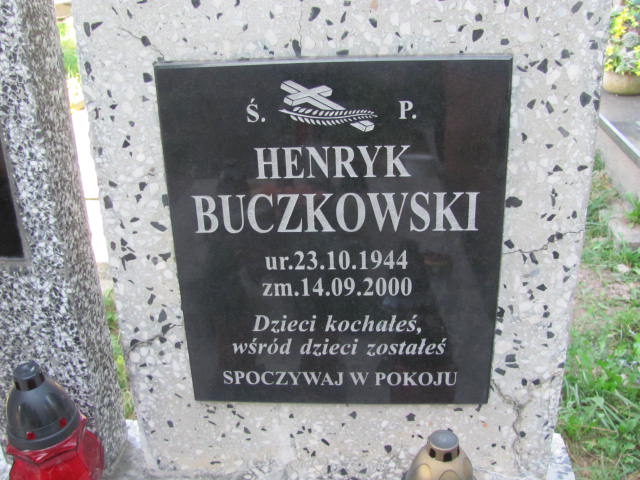 Ś. P.
HENRYK
BUCZKOWSKI
ur.23.10.1944
zm.14.09.2000
Dzieci kochałeś,
wśród dzieci zostałeś
SPOCZYWAJ W POKOJU